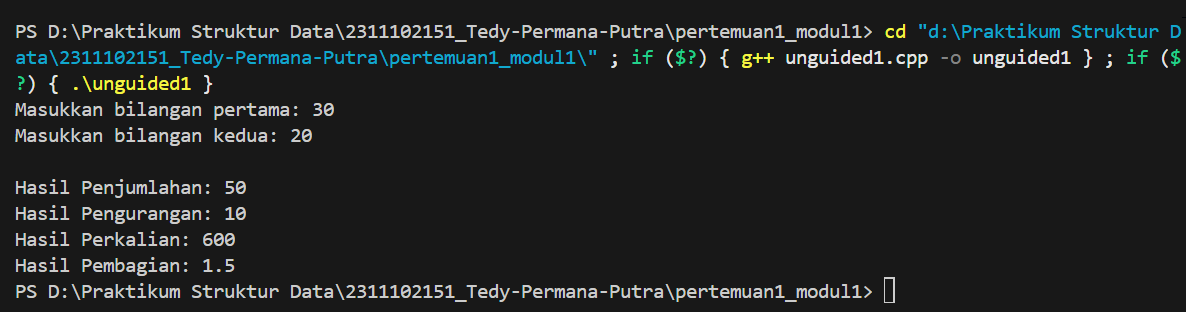 PS D:\Praktikum Struktur Data\2311102151_Tedy-Permana-Putra\pertemuan1_modul1> cd "d:\Praktikum Struktur D
ata\2311102151_Tedy-Permana-Putra\pertemuan1_modul1\" ; if ($?) { g++ unguided1.cpp -o unguided1 } ; if ($
?) { .\unguided1 }
Masukkan bilangan pertama: 30
Masukkan bilangan kedua: 20
Hasil Penjumlahan: 50
Hasil Pengurangan: 10
Hasil Perkalian: 600
Hasil Pembagian: 1.5
PS D:\Praktikum Struktur Data\2311102151_Tedy-Permana-Putra\pertemuan1_modul1>